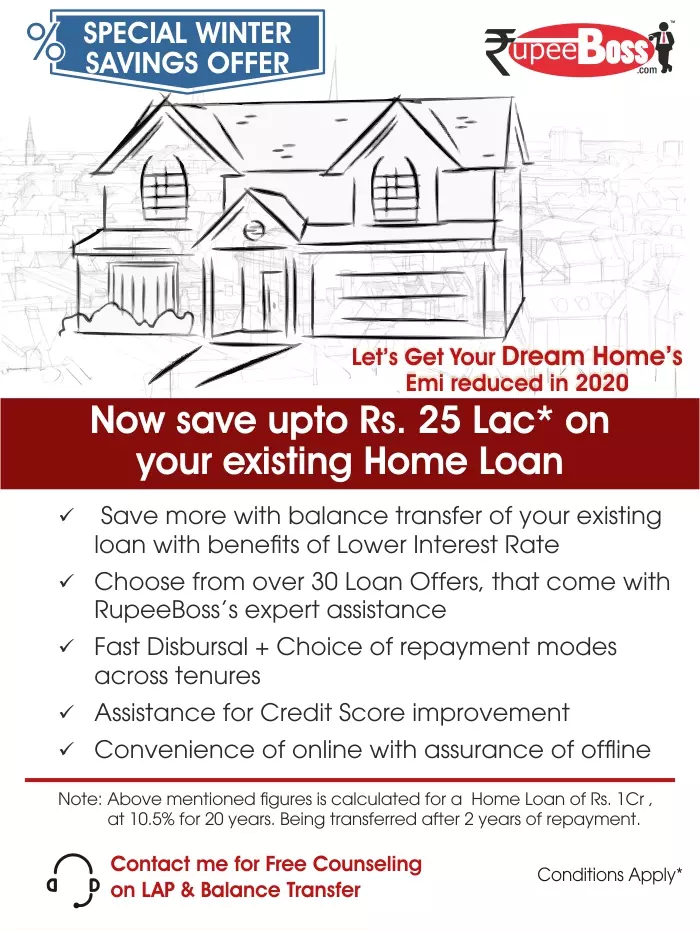 %
SPECIAL WINTER
SAVINGS OFFER
₹upeeBoss
.com
TM
Let's Get Your Dream Home's
Emi reduced in 2020
Now save upto Rs. 25 Lac* on
your existing Home Loan
✓ Save more with balance transfer of your existing
loan with benefits of Lower Interest Rate
✓ Choose from over 30 Loan Offers, that come with
RupeeBoss's expert assistance
✓ Fast Disbursal + Choice of repayment modes
across tenures
✓ Assistance for Credit Score improvement
✓ Convenience of online with assurance of offline
Note: Above mentioned figures is calculated for a Home Loan of Rs. 1Cr ,
at 10.5% for 20 years. Being transferred after 2 years of repayment.
Contact me for Free Counseling
on LAP & Balance Transfer
Conditions Apply*